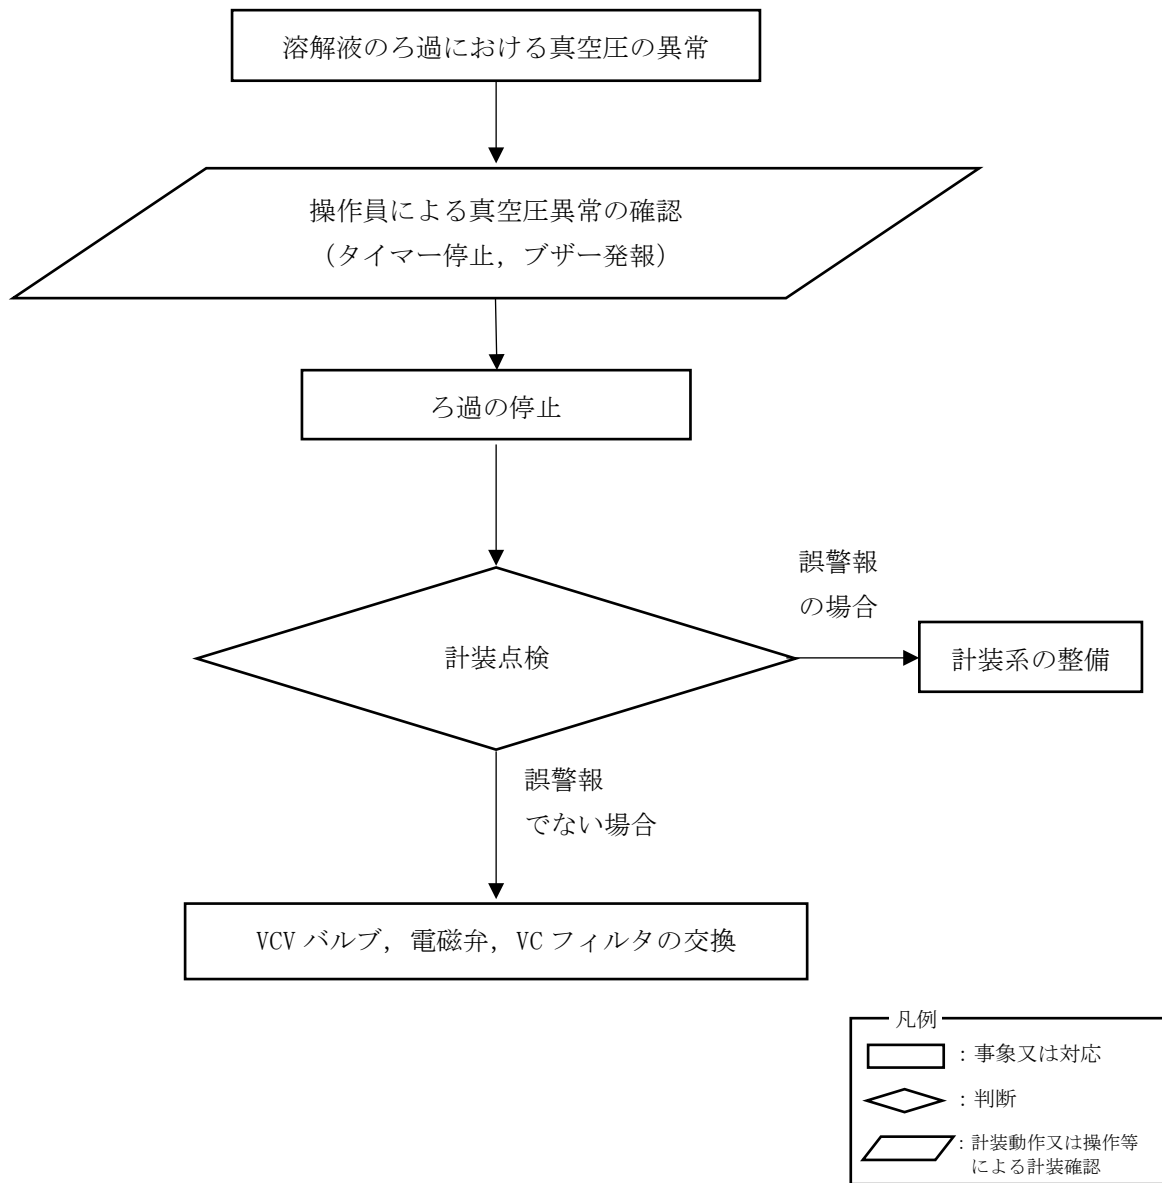 溶解液のろ過における真空圧の異常
操作員による真空圧異常の確認
（タイマー停止，ブザー発報）
ろ過の停止
誤警報
の場合
計装点検
計装系の整備
誤警報
でない場合
VCV バルブ，電磁弁，VC フィルタの交換
凡例
：事象又は対応
：判断
：計装動作又は操作等
による計装確認